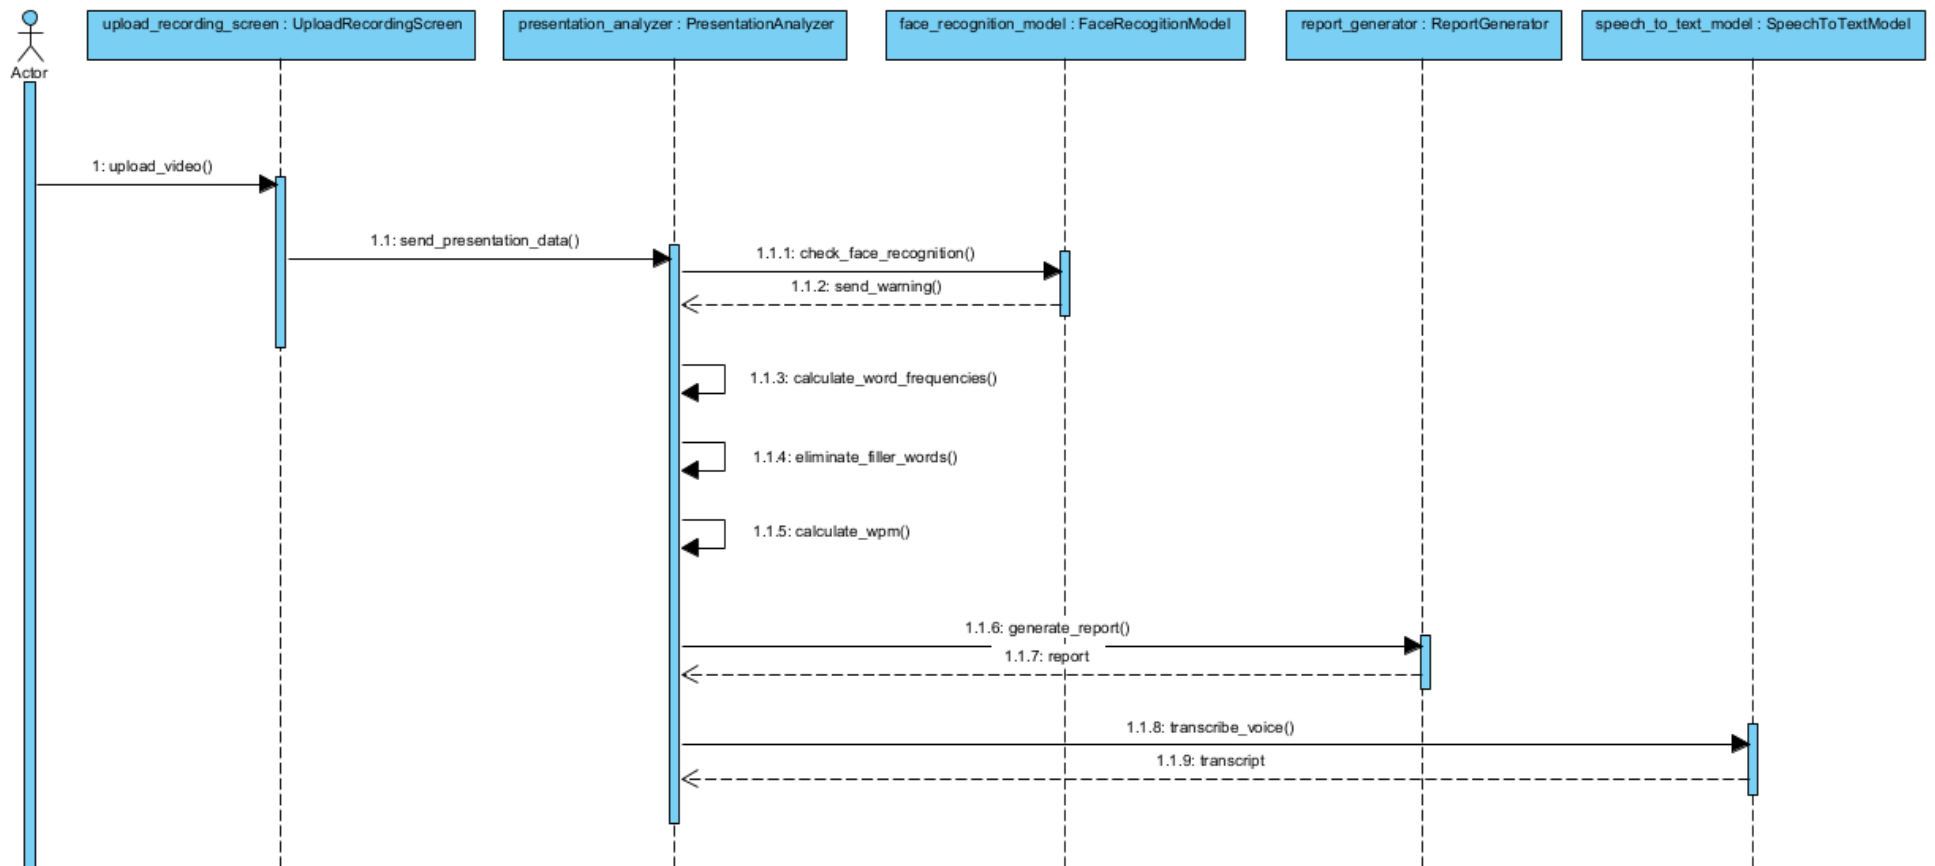 upload_recording_screen : UploadRecordingScreen
presentation_analyzer : PresentationAnalyzer
face_recognition_model : FaceRecogitionModel
report_generator : ReportGenerator
speech_to_text_model : SpeechToTextModel
Actor
1: upload_video()
1.1: send_presentation_data()
1.1.1: check_face_recognition()
1.1.2: send_warning()
1.1.3: calculate_word_frequencies()
1.1.4: eliminate_filler_words()
1.1.5: calculate_wpm()
1.1.6: generate_report()
1.1.7: report
1.1.8: transcribe_voice()
1.1.9: transcript